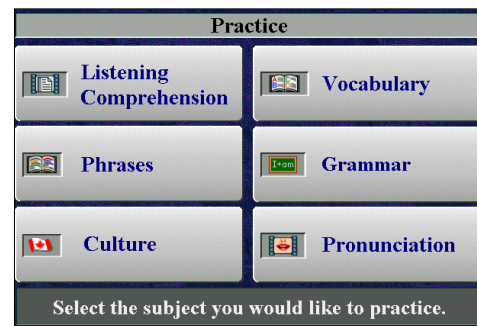 Practice
Listening
Comprehension
Vocabulary
Phrases
I+am
Grammar
Culture
Pronunciation
Select the subject you would like to practice.